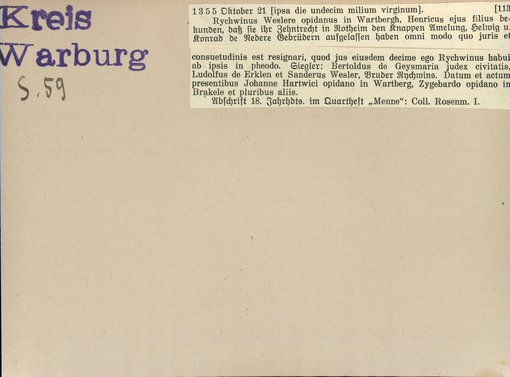 Kreis
Warburg
S. 59
1355 Oktober 21 [ipsa die undecim milium virginum]. [113
Rychwinus Weslere opidanus in Wartbergh, Henricus ejus filius be-
kunden, daß sie ihr Zehntrecht in Rotheim den Knappen Amelung, Helwig u.
Konrad de Nedere Gebrüdern aufgelassen haben omni modo quo juris et
consuetudinis est resignari, quod jus eiusdem decime ego Rychwinus habui
ab ipsis in pheodo. Siegler: Bertoldus de Geysmaria judex civitatis,
Ludolfus de Erklen et Sanderus Wesler, Bruder Rychwins. Datum et actum
presentibus Johanne Hartwici opidano in Wartberg, Zygebardo opidano in
Brakele et pluribus aliis.
Abschrift 18. Jahrhdts. im Quartheft „Menne“: Coll. Rosenm. I.